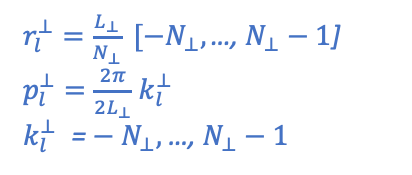 r_l^⊥ = L_⊥/N_⊥ [−N_⊥,..., N_⊥ − 1]
p_l^⊥ = 2π/2L_⊥ k_l^⊥
k_l^⊥ = − N_⊥,..., N_⊥ − 1